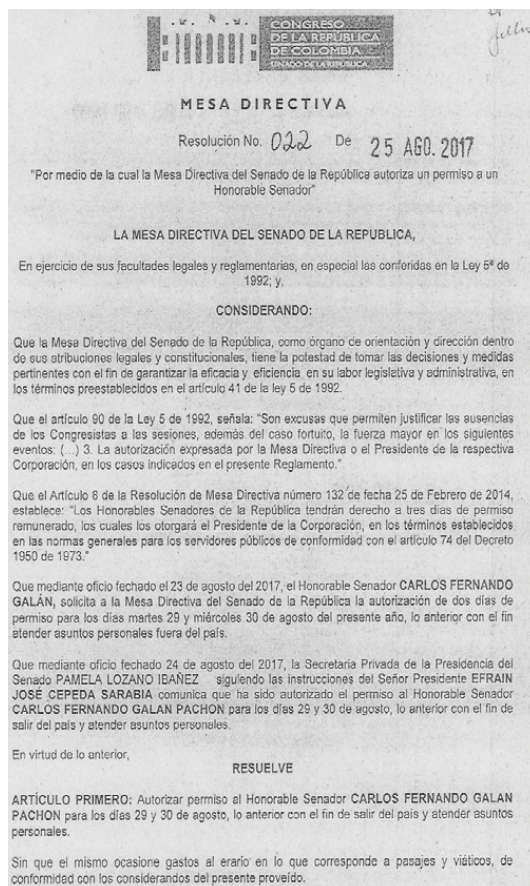 CONGRESO
DE LA REPÚBLICA
DE COLOMBIA
SENADO DE LA REPÚBLICA
MESA DIRECTIVA
Resolución No. 022 De 25 AGO. 2017
"Por medio de la cual la Mesa Directiva del Senado de la República autoriza un permiso a un
Honorable Senador"
LA MESA DIRECTIVA DEL SENADO DE LA REPUBLICA,
En ejercicio de sus facultades legales y reglamentarias, en especial las conferidas en la Ley 5ª de
1992; y,
CONSIDERANDO:
Que la Mesa Directiva del Senado de la República, como órgano de orientación y dirección dentro
de sus atribuciones legales y constitucionales, tiene la potestad de tomar las decisiones y medidas
pertinentes con el fin de garantizar la eficacia y eficiencia en su labor legislativa y administrativa, en
los términos preestablecidos en el artículo 41 de la ley 5 de 1992.
Que el artículo 90 de la Ley 5 de 1992, señala: "Son excusas que permiten justificar las ausencias
de los Congresistas a las sesiones, además del caso fortuito, la fuerza mayor en los siguientes
eventos: (...) 3. La autorización expresada por la Mesa Directiva o el Presidente de la respectiva
Corporación, en los casos indicados en el presente Reglamento."
Que el Artículo 8 de la Resolución de Mesa Directiva número 132 de fecha 25 de Febrero de 2014,
establece: "Los Honorables Senadores de la República tendrán derecho a tres días de permiso
remunerado, los cuales los otorgará el Presidente de la Corporación, en los términos establecidos
en las normas generales para los servidores públicos de conformidad con el artículo 74 del Decreto
1950 de 1973."
Que mediante oficio fechado el 23 de agosto del 2017, el Honorable Senador CARLOS FERNANDO
GALÁN, solicita a la Mesa Directiva del Senado de la República la autorización de dos días de
permiso para los días martes 29 y miércoles 30 de agosto del presente año, lo anterior con el fin
atender asuntos personales fuera del país.
Que mediante oficio fechado 24 de agosto del 2017, la Secretaria Privada de la Presidencia del
Senado PAMELA LOZANO IBAÑEZ siguiendo las instrucciones del Señor Presidente EFRAIN
JOSÉ CEPEDA SARABIA comunica que ha sido autorizado el permiso al Honorable Senador
CARLOS FERNANDO GALAN PACHON para los días 29 y 30 de agosto, lo anterior con el fin de
salir del país y atender asuntos personales.
En virtud de lo anterior,
RESUELVE
ARTÍCULO PRIMERO: Autorizar permiso al Honorable Senador CARLOS FERNANDO GALAN
PACHON para los días 29 y 30 de agosto, lo anterior con el fin de salir del país y atender asuntos
personales.
Sin que el mismo ocasione gastos al erario en lo que corresponde a pasajes y viáticos, de
conformidad con los considerandos del presente proveído.